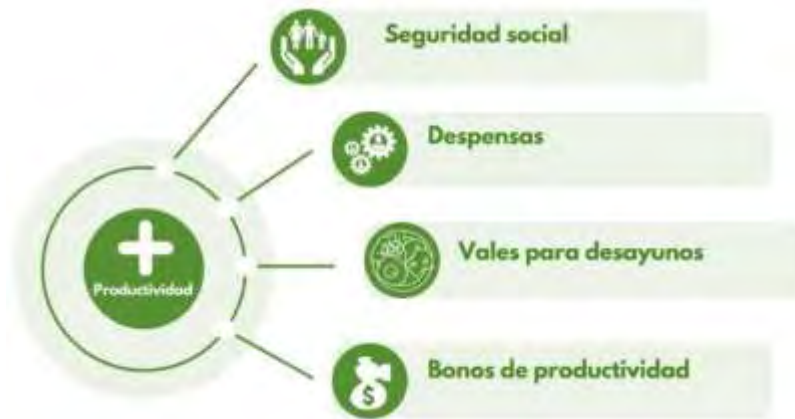 Seguridad social
Despensas
Productividad
Vales para desayunos
Bonos de productividad